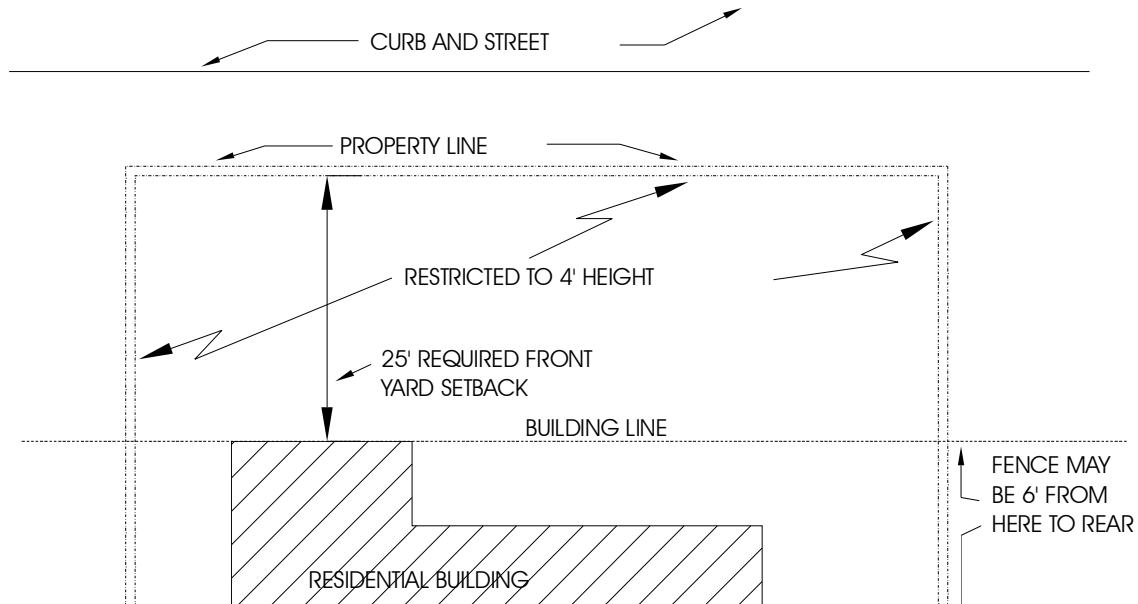 CURB AND STREET
PROPERTY LINE
RESTRICTED TO 4' HEIGHT
25' REQUIRED FRONT
YARD SETBACK
BUILDING LINE
FENCE MAY
BE 6' FROM
HERE TO REAR
RESIDENTIAL BUILDING